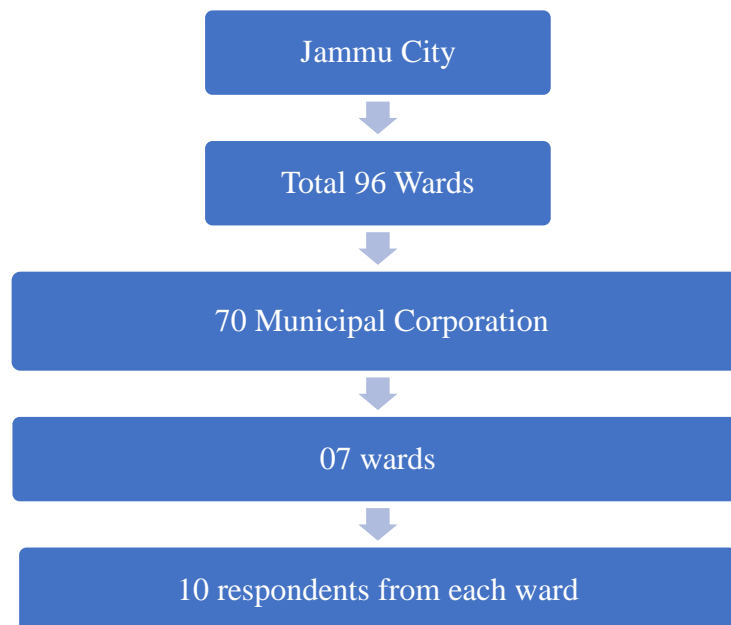 Jammu City
Total 96 Wards
70 Municipal Corporation
07 wards
10 respondents from each ward